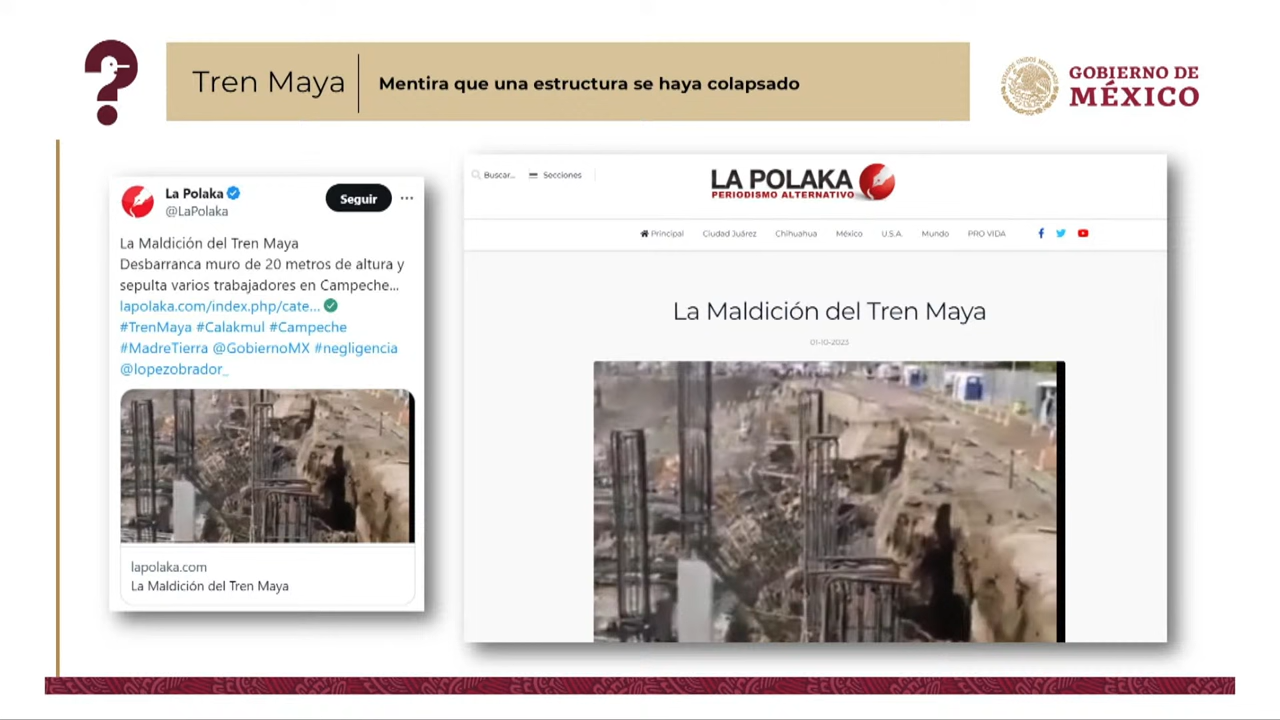 Tren Maya
Mentira que una estructura se haya colapsado
GOBIERNO DE
MÉXICO
La Polaka
@LaPolaka
Seguir
La Maldición del Tren Maya
Desbarranca muro de 20 metros de altura y
sepulta varios trabajadores en Campeche...
lapolaka.com/index.php/cate...
#TrenMaya #Calakmul #Campeche
#MadreTierra @GobiernoMX #negligencia
@lopezobrador_
lapolaka.com
La Maldición del Tren Maya
Buscar...
Secciones
LA POLAKA
PERIODISMO ALTERNATIVO
Principal Ciudad Juárez Chihuahua México U.S.A. Mundo PRO VIDA
La Maldición del Tren Maya
01-10-2023